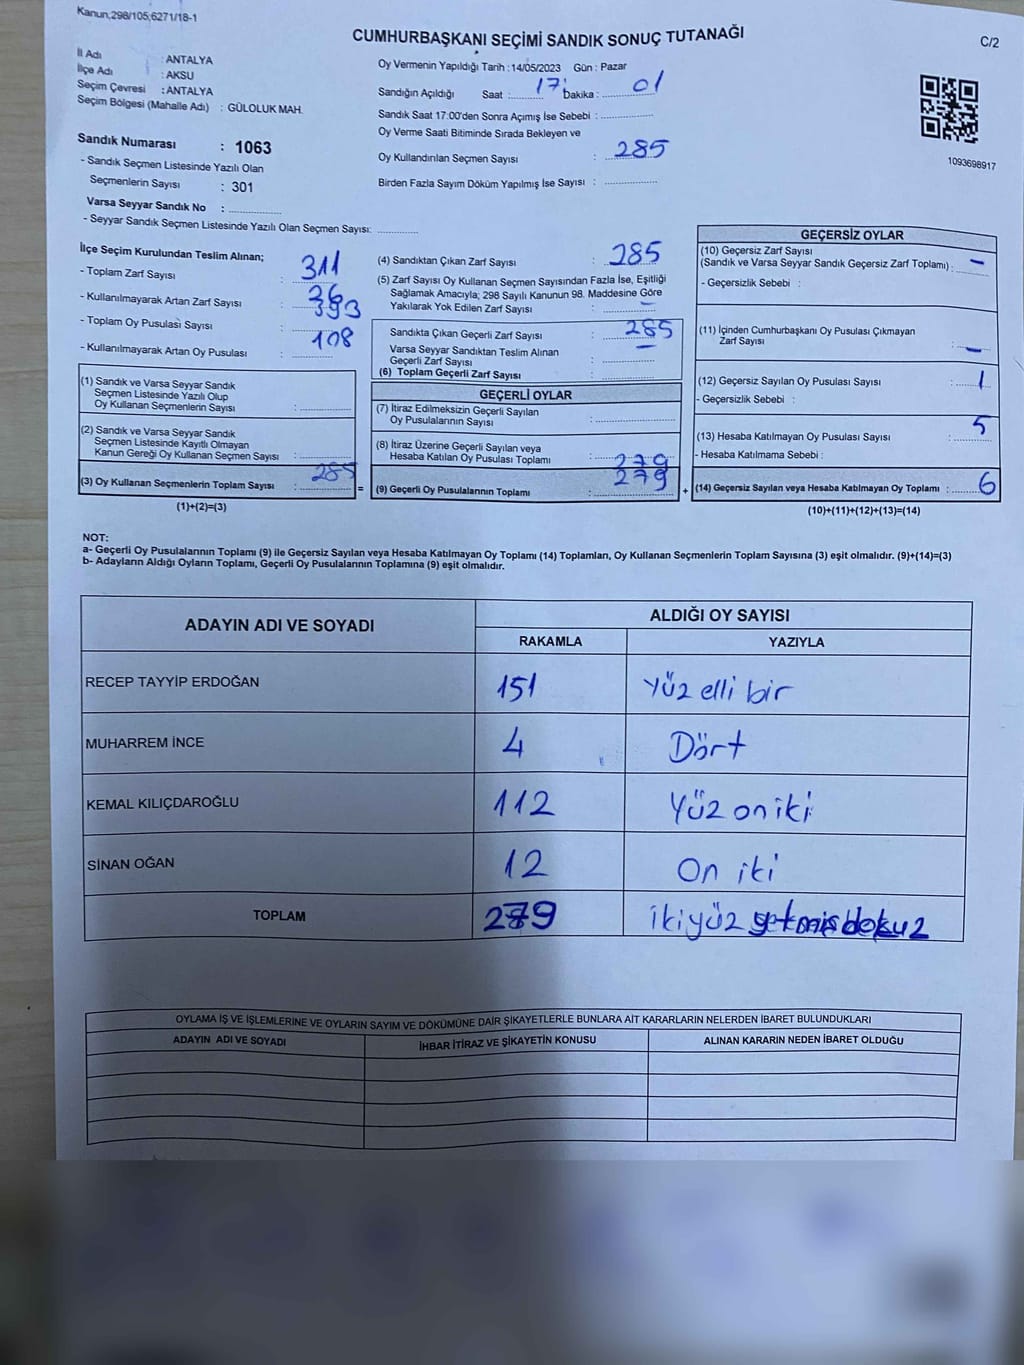 Kanun,298/105,6271/18-1
CUMHURBAŞKANI SEÇİMİ SANDIK SONUÇ TUTANAĞI
C/2
İl Adı : ANTALYA
İlçe Adı : AKSU
Seçim Çevresi : ANTALYA
Seçim Bölgesi (Mahalle Adı) : GÜLOLUK MAH.
Sandık Numarası : 1063
- Sandık Seçmen Listesinde Yazılı Olan
Seçmenlerin Sayısı : 301
Varsa Seyyar Sandık No :
- Seyyar Sandık Seçmen Listesinde Yazılı Olan Seçmen Sayısı:
Oy Vermenin Yapıldığı Tarih : 14/05/2023 Gün : Pazar
Sandığın Açıldığı Saat : 17 Dakika : 01
Sandık Saat 17:00'den Sonra Açımış İse Sebebi :
Oy Verme Saati Bitiminde Sırada Bekleyen ve
Oy Kullandırılan Seçmen Sayısı : 285
Birden Fazla Sayım Döküm Yapılmış İse Sayısı :
1093698917
İlçe Seçim Kurulundan Teslim Alınan;
- Toplam Zarf Sayısı : 311
- Kullanılmayarak Artan Zarf Sayısı :
- Toplam Oy Pusulası Sayısı : 393
- Kullanılmayarak Artan Oy Pusulası : 108
(1) Sandık ve Varsa Seyyar Sandık
Seçmen Listesinde Yazılı Olup
Oy Kullanan Seçmenlerin Sayısı :
(2) Sandık ve Varsa Seyyar Sandık
Seçmen Listesinde Kayıtlı Olmayan
Kanun Gereği Oy Kullanan Seçmen Sayısı :
(3) Oy Kullanan Seçmenlerin Toplam Sayısı : 285 =
(1)+(2)=(3)
(4) Sandıktan Çıkan Zarf Sayısı : 285
(5) Zarf Sayısı Oy Kullanan Seçmen Sayısından Fazla İse, Eşitliği
Sağlamak Amacıyla; 298 Sayılı Kanunun 98. Maddesine Göre
Yakılarak Yok Edilen Zarf Sayısı : –
Sandıkta Çıkan Geçerli Zarf Sayısı : 285
Varsa Seyyar Sandıktan Teslim Alınan –
Geçerli Zarf Sayısı :
(6) Toplam Geçerli Zarf Sayısı :
GEÇERLİ OYLAR
(7) İtiraz Edilmeksizin Geçerli Sayılan
Oy Pusulalarının Sayısı :
(8) İtiraz Üzerine Geçerli Sayılan veya
Hesaba Katılan Oy Pusulası Toplamı : 279
(9) Geçerli Oy Pusulalarının Toplamı : 279 +
GEÇERSİZ OYLAR
(10) Geçersiz Zarf Sayısı
(Sandık ve Varsa Seyyar Sandık Geçersiz Zarf Toplamı) : –
- Geçersizlik Sebebi :
(11) İçinden Cumhurbaşkanı Oy Pusulası Çıkmayan
Zarf Sayısı : –
(12) Geçersiz Sayılan Oy Pusulası Sayısı : 1
- Geçersizlik Sebebi :
(13) Hesaba Katılmayan Oy Pusulası Sayısı : 5
- Hesaba Katılmama Sebebi :
(14) Geçersiz Sayılan veya Hesaba Katılmayan Oy Toplamı : 6
(10)+(11)+(12)+(13)=(14)
NOT:
a- Geçerli Oy Pusulalarının Toplamı (9) ile Geçersiz Sayılan veya Hesaba Katılmayan Oy Toplamı (14) Toplamları, Oy Kullanan Seçmenlerin Toplam Sayısına (3) eşit olmalıdır. (9)+(14)=(3)
b- Adayların Aldığı Oyların Toplamı, Geçerli Oy Pusulalarının Toplamına (9) eşit olmalıdır.
ADAYIN ADI VE SOYADI
ALDIĞI OY SAYISI
RAKAMLA YAZIYLA
RECEP TAYYİP ERDOĞAN 151 Yüz elli bir
MUHARREM İNCE 4 Dört
KEMAL KILIÇDAROĞLU 112 Yüz on iki
SİNAN OĞAN 12 On iki
TOPLAM 279 ikiyüz yetmiş dokuz
OYLAMA İŞ VE İŞLEMLERİNE VE OYLARIN SAYIM VE DÖKÜMÜNE DAİR ŞİKAYETLERLE BUNLARA AİT KARARLARIN NELERDEN İBARET BULUNDUKLARI
ADAYIN ADI VE SOYADI İHBAR İTİRAZ VE ŞİKAYETİN KONUSU ALINAN KARARIN NEDEN İBARET OLDUĞU